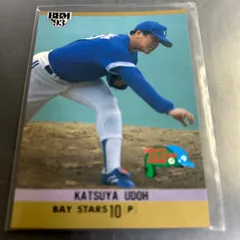 BBM
'93
KATSUYA UDOH
BAY STARS 10 P